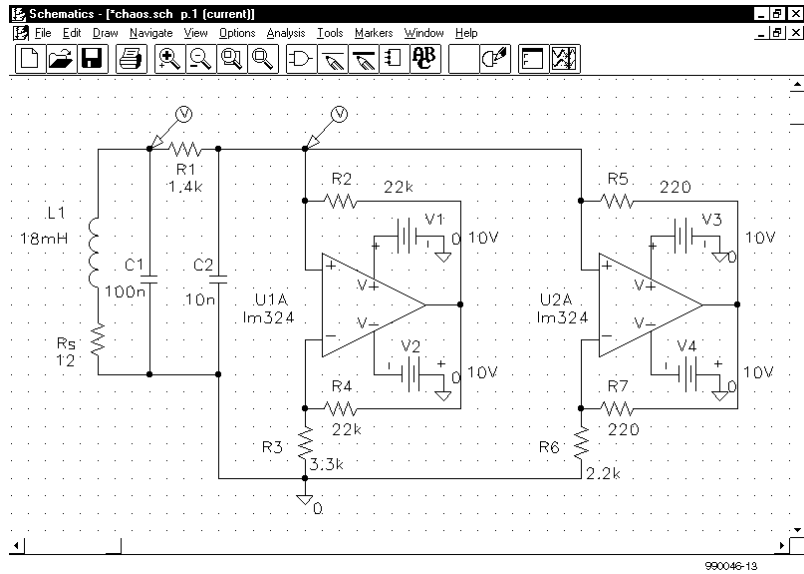 Schematics - [*chaos.sch p.1 (current)]
File Edit Draw Navigate View Options Analysis Tools Markers Window Help
ABC
V
V
R1
1.4k
R2
22k
R5
220
L1
18mH
V1
+
0
10V
V3
+
0
10V
C1
100n
C2
10n
U1A
lm324
+
V+
V-
-
U2A
lm324
+
V+
V-
-
Rs
12
V2
+
0
10V
V4
+
0
10V
R4
22k
R7
220
R3
3.3k
R6
2.2k
0
990046-13